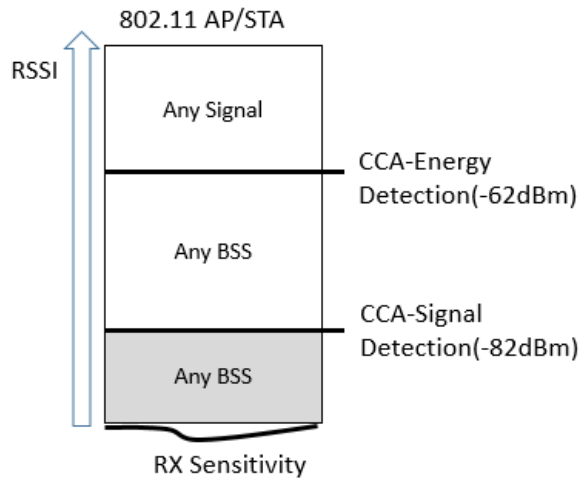 802.11 AP/STA
RSSI
Any Signal
CCA-Energy
Detection(-62dBm)
Any BSS
CCA-Signal
Detection(-82dBm)
Any BSS
RX Sensitivity